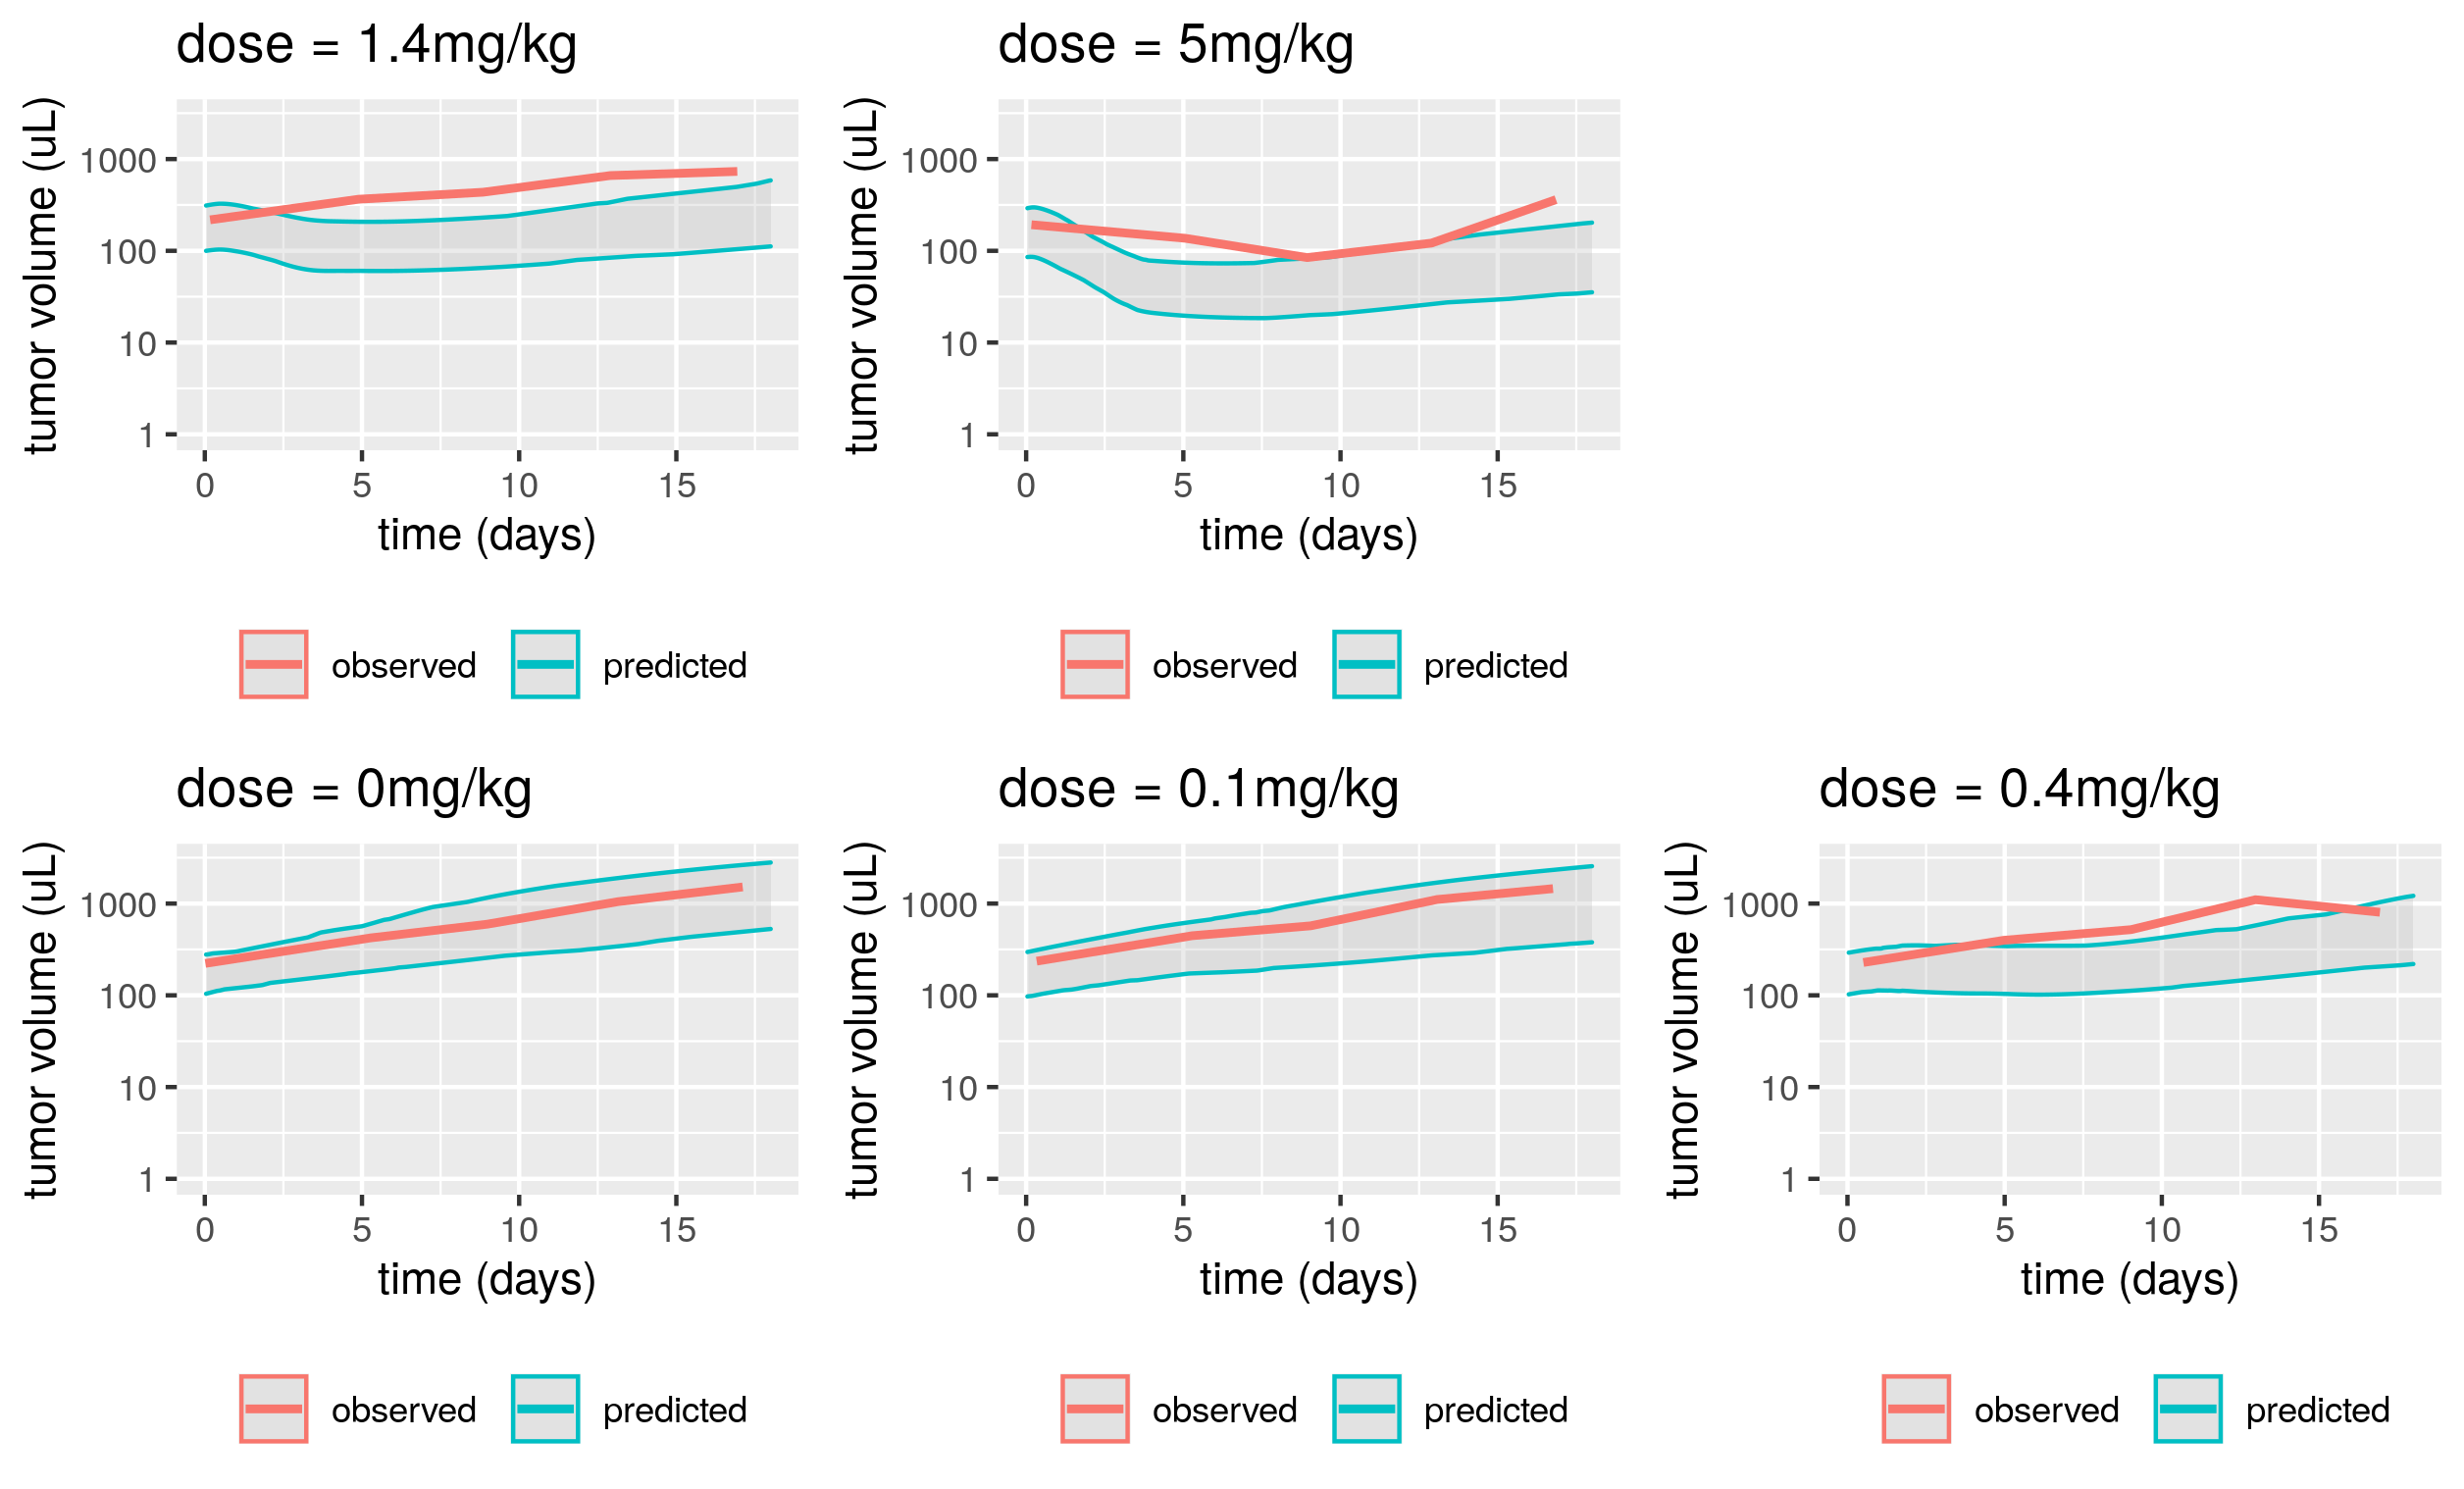 dose = 1.4mg/kg
tumor volume (uL)
1000
100
10
1
0 5 10 15
time (days)
observed predicted
dose = 5mg/kg
tumor volume (uL)
1000
100
10
1
0 5 10 15
time (days)
observed predicted
dose = 0mg/kg
tumor volume (uL)
1000
100
10
1
0 5 10 15
time (days)
observed predicted
dose = 0.1mg/kg
tumor volume (uL)
1000
100
10
1
0 5 10 15
time (days)
observed predicted
dose = 0.4mg/kg
tumor volume (uL)
1000
100
10
1
0 5 10 15
time (days)
observed predicted